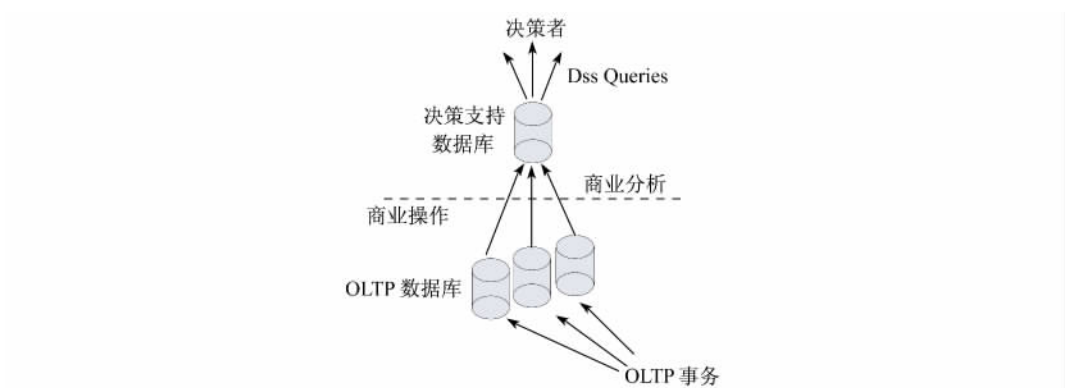 决策者
Dss Queries
决策支持
数据库
商业分析
商业操作
OLTP 数据库
OLTP 事务